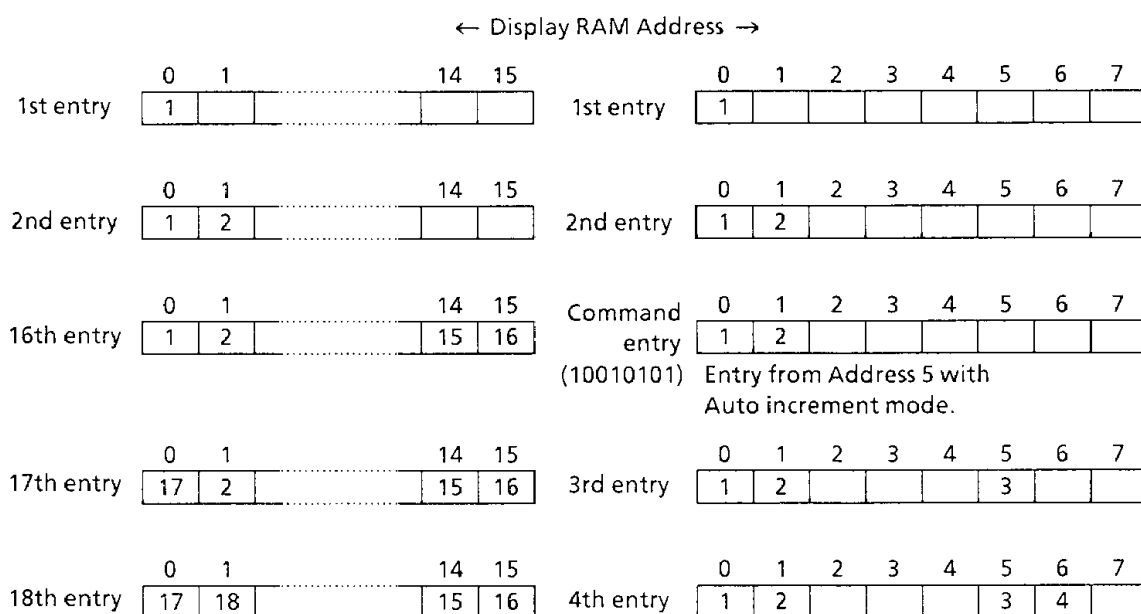 ← Display RAM Address →
0 1 14 15
1st entry 1
0 1 2 3 4 5 6 7
1st entry 1
0 1 14 15
2nd entry 1 2
0 1 2 3 4 5 6 7
2nd entry 1 2
0 1 14 15
16th entry 1 2 15 16
0 1 2 3 4 5 6 7
Command entry (10010101) 1 2
Entry from Address 5 with
Auto increment mode.
0 1 14 15
17th entry 17 2 15 16
0 1 2 3 4 5 6 7
3rd entry 1 2 3
0 1 14 15
18th entry 17 18 15 16
0 1 2 3 4 5 6 7
4th entry 1 2 3 4